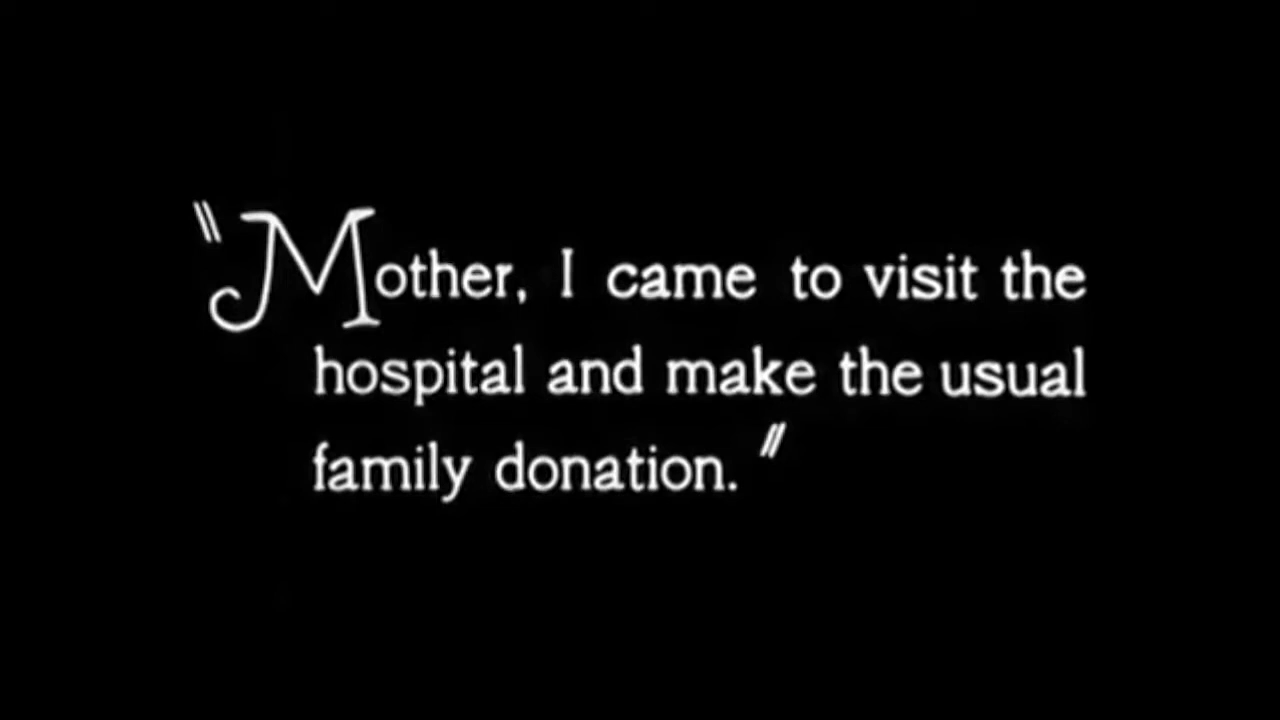 "Mother, I came to visit the
hospital and make the usual
family donation."